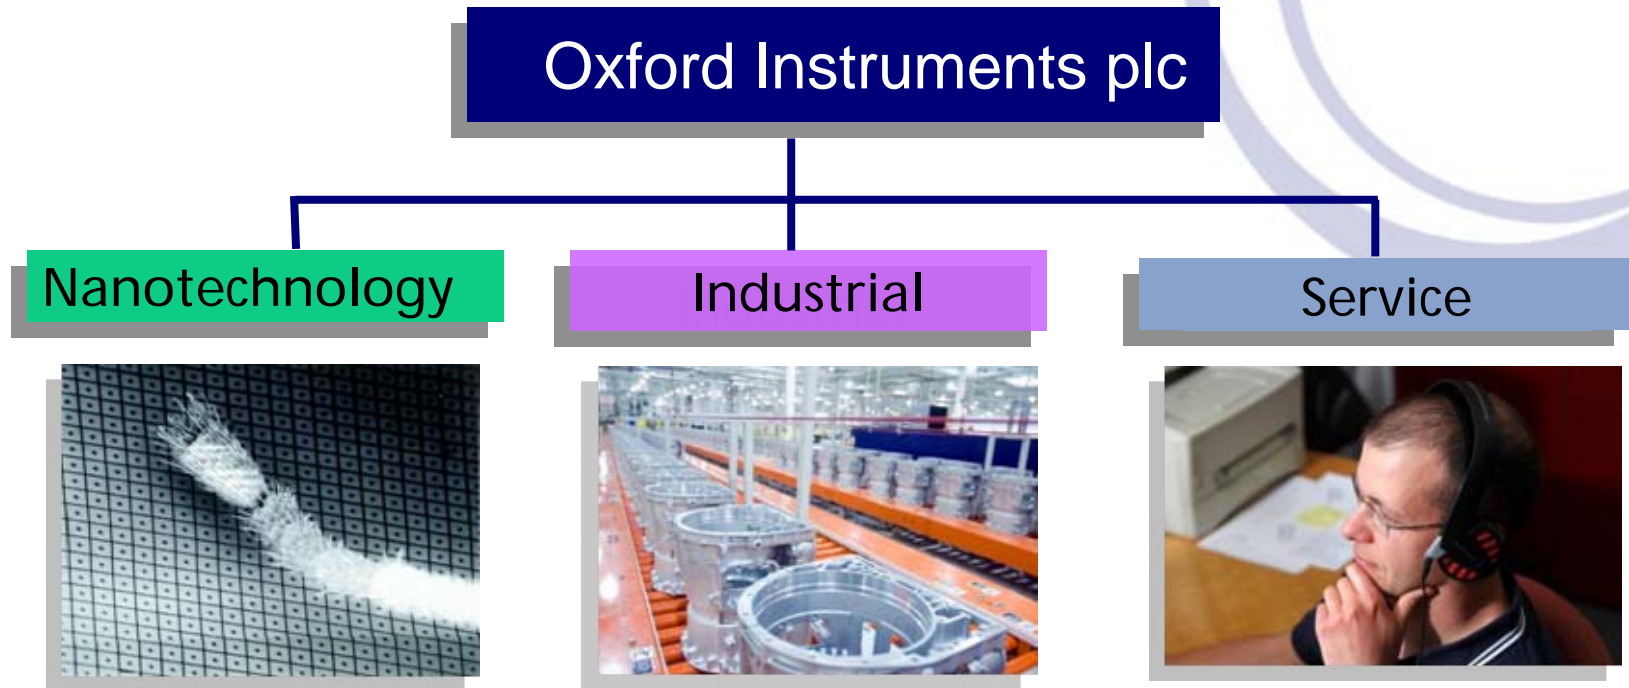 Oxford Instruments plc
Nanotechnology
Industrial
Service